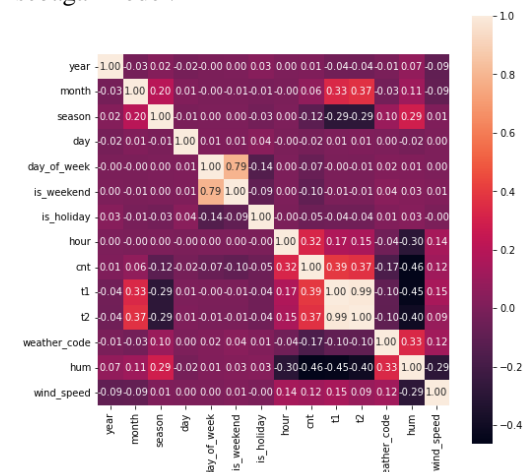 year 1.00 -0.03 0.02 -0.02 -0.00 0.00 0.03 0.00 0.01 -0.04 -0.04 -0.01 0.07 -0.09
month -0.03 1.00 0.20 0.01 -0.00 -0.01 -0.01 -0.00 0.06 0.33 0.37 -0.03 0.11 -0.09
season 0.02 0.20 1.00 -0.01 0.00 0.00 -0.03 0.00 -0.12 -0.29 -0.29 0.10 0.29 0.01
day -0.02 0.01 -0.01 1.00 0.01 0.01 0.04 -0.00 -0.02 0.01 0.01 0.00 -0.02 0.00
day_of_week -0.00 -0.00 0.00 0.01 1.00 0.79 -0.14 0.00 -0.07 -0.00 -0.01 0.02 0.01 0.00
is_weekend 0.00 -0.01 0.00 0.01 0.79 1.00 -0.09 0.00 -0.10 -0.01 -0.01 0.04 0.03 0.01
is_holiday 0.03 -0.01 -0.03 0.04 -0.14 -0.09 1.00 -0.00 -0.05 -0.04 -0.04 0.01 0.03 -0.00
hour 0.00 -0.00 0.00 -0.00 0.00 0.00 -0.00 1.00 0.32 0.17 0.15 -0.04 -0.30 0.14
cnt 0.01 0.06 -0.12 -0.02 -0.07 -0.10 -0.05 0.32 1.00 0.39 0.37 -0.17 -0.46 0.12
t1 -0.04 0.33 -0.29 0.01 -0.00 -0.01 -0.04 0.17 0.39 1.00 0.99 -0.10 -0.45 0.15
t2 -0.04 0.37 -0.29 0.01 -0.01 -0.01 -0.04 0.15 0.37 0.99 1.00 -0.10 -0.40 0.09
weather_code -0.01 -0.03 0.10 0.00 0.02 0.04 0.01 -0.04 -0.17 -0.10 -0.10 1.00 0.33 0.12
hum 0.07 0.11 0.29 -0.02 0.01 0.03 0.03 -0.30 -0.46 -0.45 -0.40 0.33 1.00 -0.29
wind_speed -0.09 -0.09 0.01 0.00 0.00 0.01 -0.00 0.14 0.12 0.15 0.09 0.12 -0.29 1.00
year month season day day_of_week is_weekend is_holiday hour cnt t1 t2 weather_code hum wind_speed
1.0
0.8
0.6
0.4
0.2
0.0
-0.2
-0.4